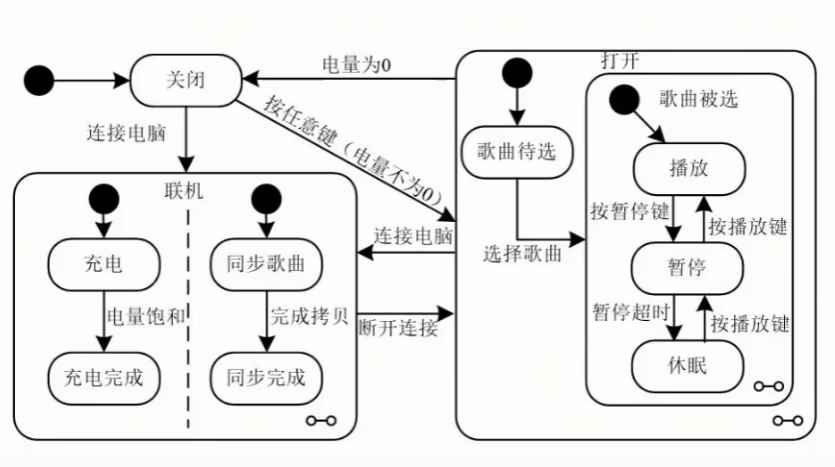 打开
电量为0
关闭
歌曲被选
按任意键（电量不为0）
连接电脑
歌曲待选
播放
联机
按暂停键
按播放键
连接电脑
选择歌曲
充电
同步歌曲
暂停
电量饱和
完成拷贝
断开连接
暂停超时
按播放键
充电完成
同步完成
休眠